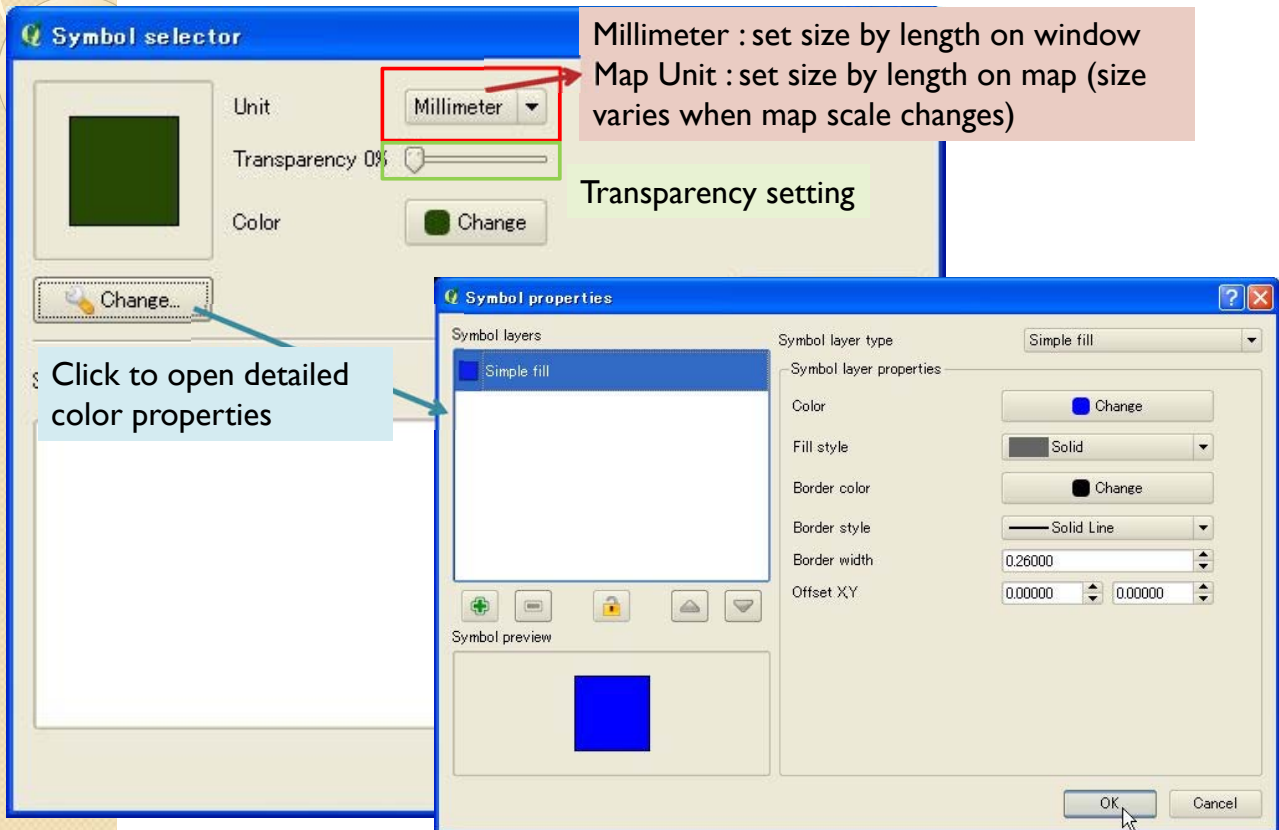 Symbol selector
Millimeter : set size by length on window
Map Unit : set size by length on map (size
varies when map scale changes)
Unit
Millimeter
Transparency 0%
Transparency setting
Color
Change
Change...
Click to open detailed
color properties
S
Symbol properties
Symbol layers
Simple fill
Symbol preview
Symbol layer type
Simple fill
Symbol layer properties
Color
Change
Fill style
Solid
Border color
Change
Border style
Solid Line
Border width
0.26000
Offset X,Y
0.00000
0.00000
OK
Cancel